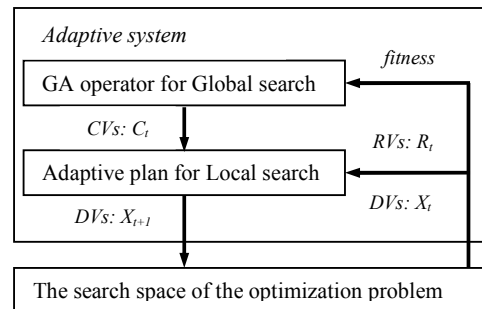 Adaptive system
fitness
GA operator for Global search
CVs: Cₜ
RVs: Rₜ
Adaptive plan for Local search
DVs: Xₜ₊₁
DVs: Xₜ
The search space of the optimization problem